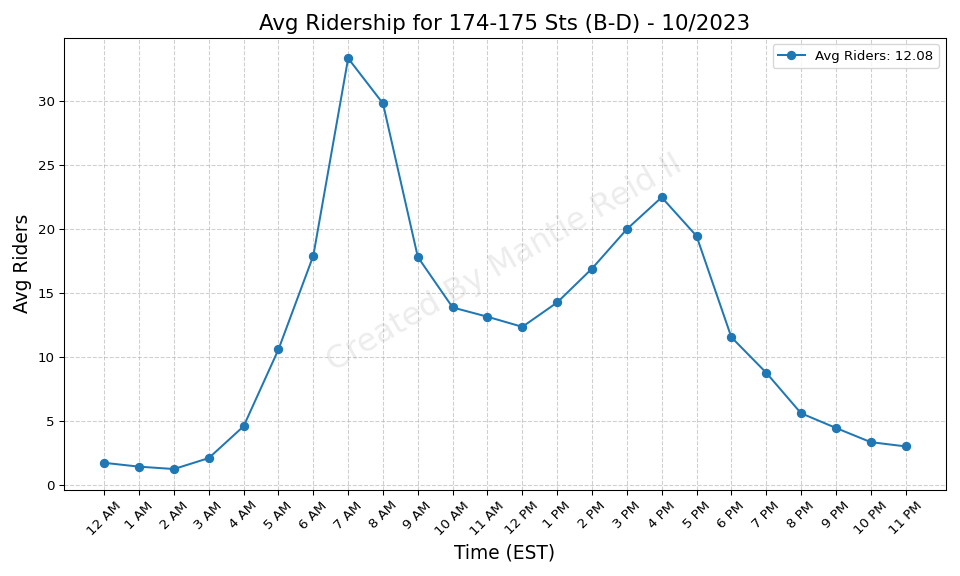 Avg Ridership for 174-175 Sts (B-D) - 10/2023
Avg Riders: 12.08
Avg Riders
30
25
20
15
10
5
0
Created By Mantie Reid II
12 AM
1 AM
2 AM
3 AM
4 AM
5 AM
6 AM
7 AM
8 AM
9 AM
10 AM
11 AM
12 PM
1 PM
2 PM
3 PM
4 PM
5 PM
6 PM
7 PM
8 PM
9 PM
10 PM
11 PM
Time (EST)